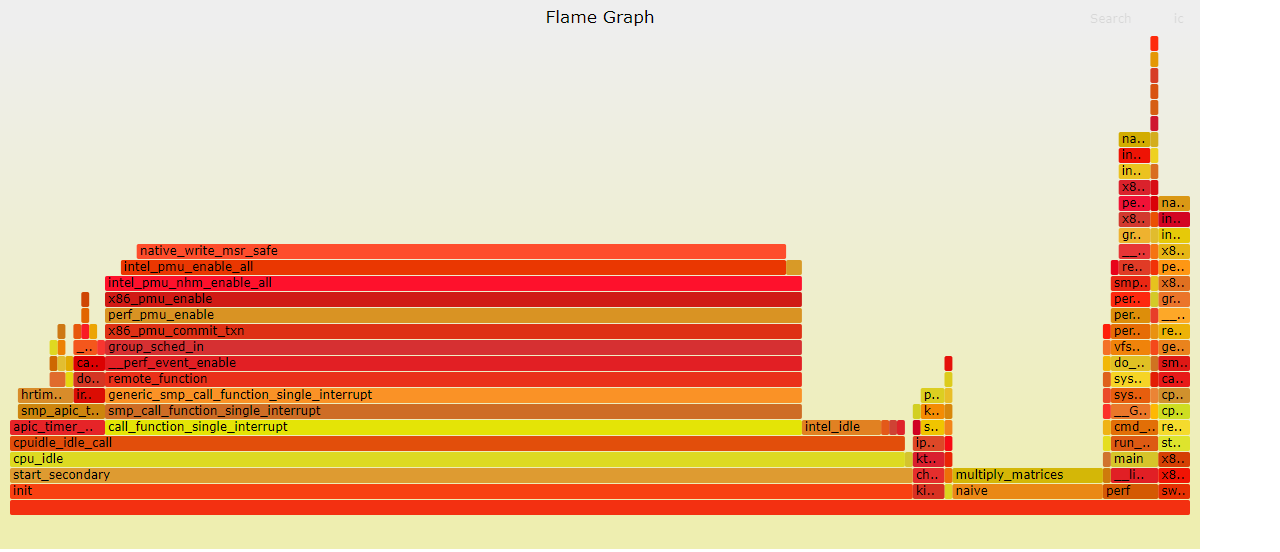 Flame Graph
Search ic
na..
in..
in..
x8..
pe.. na..
x8.. in..
gr.. in..
native_write_msr_safe __.. x8..
intel_pmu_enable_all re.. pe..
intel_pmu_nhm_enable_all smp.. x8..
x86_pmu_enable per.. gr..
perf_pmu_enable per.. __..
x86_pmu_commit_txn per.. re..
_.. group_sched_in vfs.. ge..
ca.. __perf_event_enable do_.. sm..
do.. remote_function sys.. ca..
hrtim.. ir.. generic_smp_call_function_single_interrupt p.. sys.. cp..
smp_apic_t.. smp_call_function_single_interrupt k.. __G.. cp..
apic_timer_.. call_function_single_interrupt intel_idle s.. cmd_.. re..
cpuidle_idle_call ip.. run_.. st..
cpu_idle kt.. main x8..
start_secondary ch.. multiply_matrices __li.. x8..
init ki.. naive perf sw..